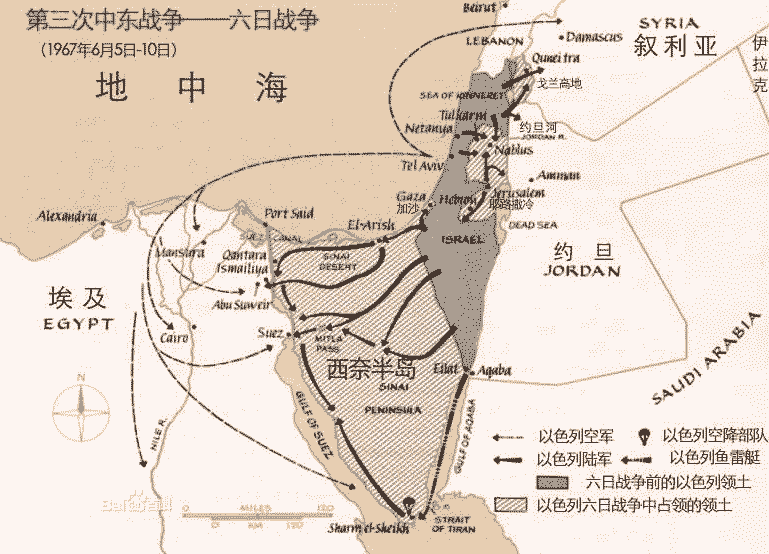 第三次中东战争——六日战争
(1967年6月5日-10日)
地 中 海
Beirut
LEBANON
SYRIA
叙利亚
Damascus
伊拉克
Quneitra
戈兰高地
SEA OF KINNERET
Tulkarm
Netanya
约旦河
JORDAN R.
Nablus
Tel Aviv
Amman
Jerusalem
耶路撒冷
Hebron
Gaza
加沙
DEAD SEA
ISRAEL
约旦
JORDAN
Alexandria
Port Said
El-Arish
SUEZ CANAL
Mansura
Qantara
Ismailiya
SINAI
DESERT
Abu Suweir
埃及
EGYPT
Cairo
Suez
MITLA
PASS
西奈半岛
SINAI
PENINSULA
Eilat
Aqaba
SAUDI ARABIA
N
NILE R.
GULF OF SUEZ
GULF OF AQABA
以色列空军
以色列空降部队
以色列陆军
以色列鱼雷艇
六日战争前的以色列领土
以色列六日战争中占领的领土
MILES
0
KM
120
Sharm el-Sheikh
STRAIT
OF TIRAN